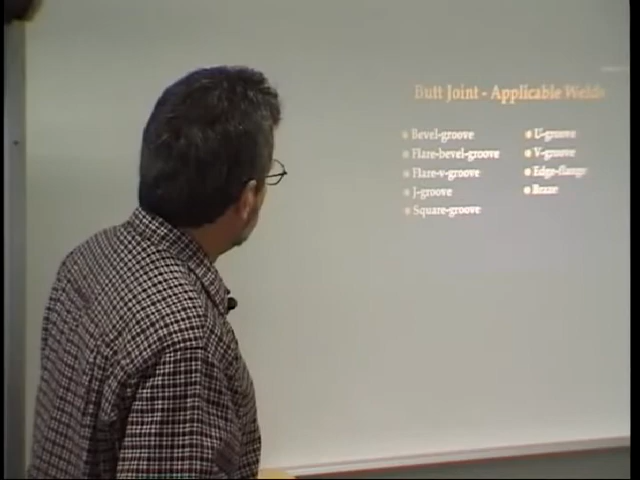 Butt Joint - Applicable Welds
Bevel-groove
Flare-bevel-groove
Flare-v-groove
J-groove
Square-groove
U-groove
V-groove
Edge-flange
Braze